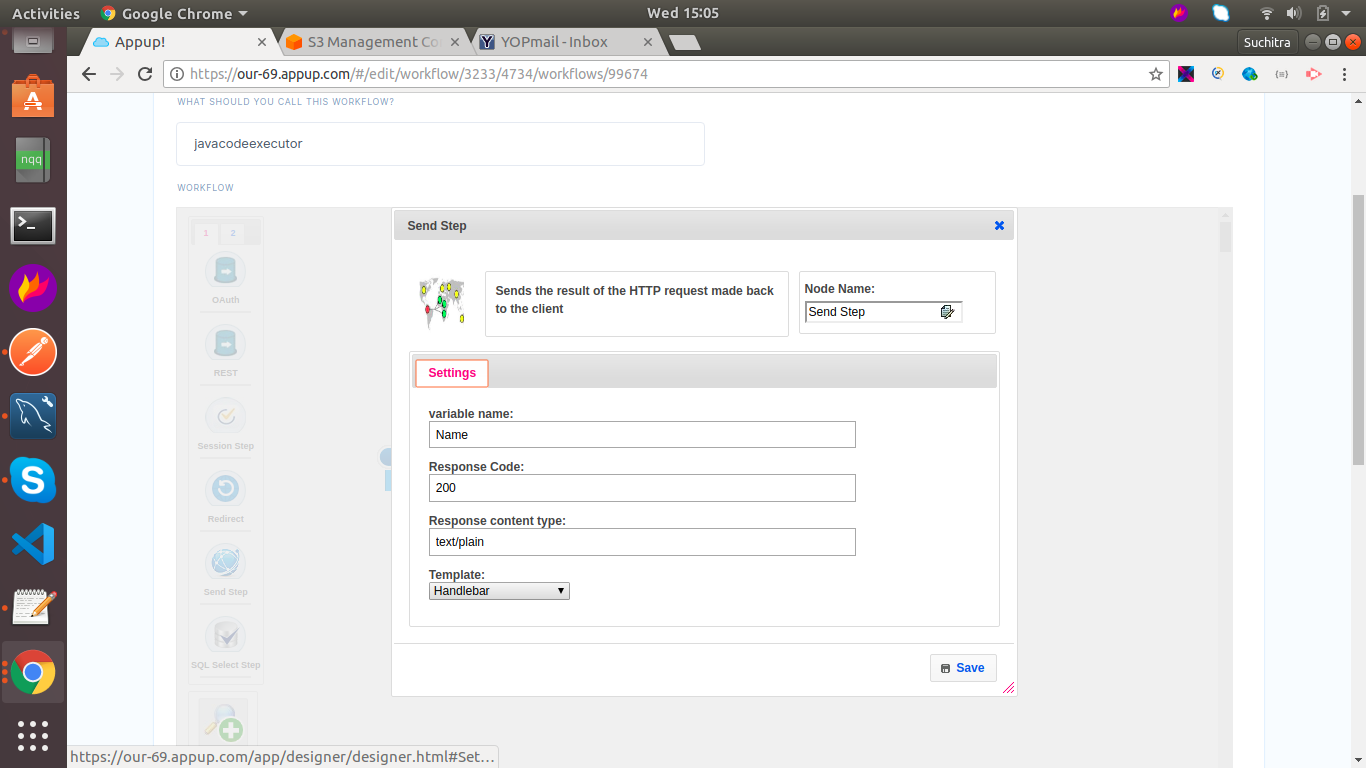 Activities
Google Chrome
Wed 15:05
Appup!
S3 Management Co
YOPmail - Inbox
Suchitra
https://our-69.appup.com/#/edit/workflow/3233/4734/workflows/99674
WHAT SHOULD YOU CALL THIS WORKFLOW?
javacodeexecutor
WORKFLOW
Send Step
1 2
Sends the result of the HTTP request made back
to the client
Node Name:
Send Step
OAuth
REST
Session Step
Redirect
Send Step
SQL Select Step
Settings
variable name:
Name
Response Code:
200
Response content type:
text/plain
Template:
Handlebar
Save
nqq
https://our-69.appup.com/app/designer/designer.html#Set...